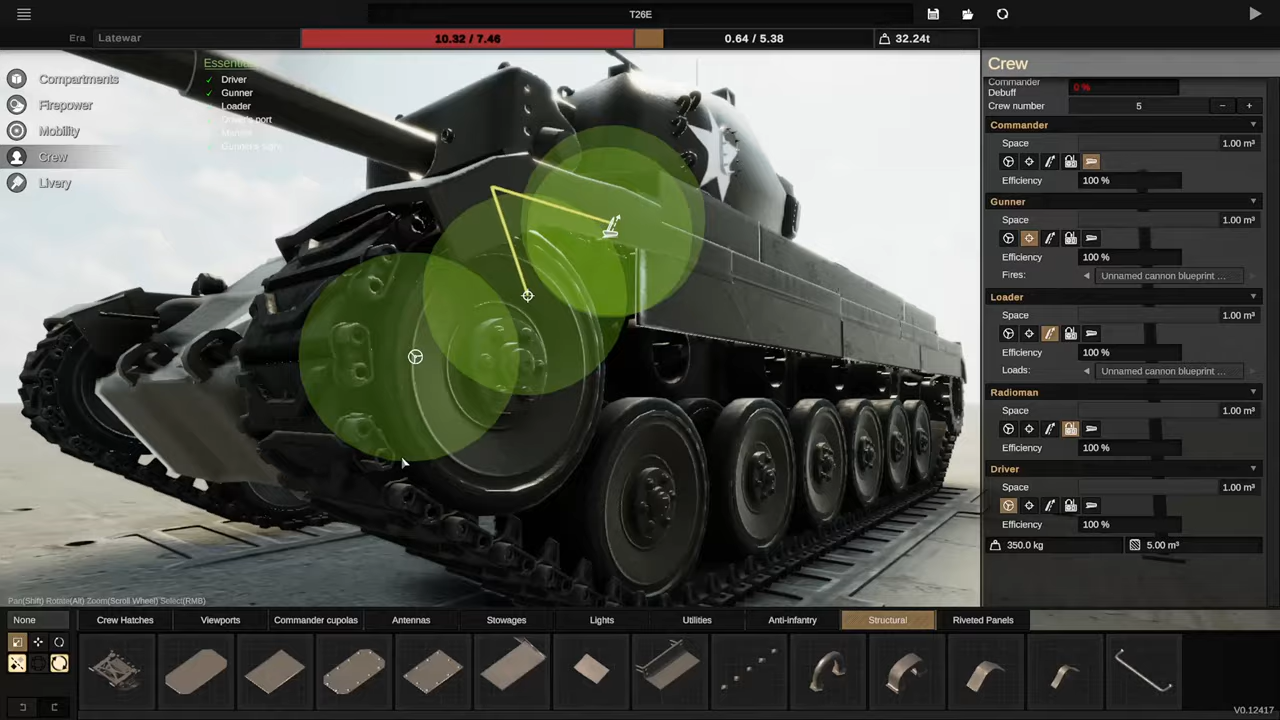 T26E
Era
Latewar
10.32 / 7.46
0.64 / 5.38
32.24t
Compartments
Firepower
Mobility
Crew
Livery
Driver
Gunner
Loader
Crew
Commander
Debuff
0 %
Crew number
5
−
+
Commander
Space
1.00 m³
Efficiency
100 %
Gunner
Space
1.00 m³
Efficiency
100 %
Fires:
Unnamed cannon blueprint ...
Loader
Space
1.00 m³
Efficiency
100 %
Loads:
Unnamed cannon blueprint ...
Radioman
Space
1.00 m³
Efficiency
100 %
Driver
Space
1.00 m³
Efficiency
100 %
350.0 kg
5.00 m³
Pan(Shift) Rotate(Alt) Zoom(Scroll Wheel) Select(RMB)
None
Crew Hatches
Viewports
Commander cupolas
Antennas
Stowages
Lights
Utilities
Anti-infantry
Structural
Riveted Panels
V0.12417